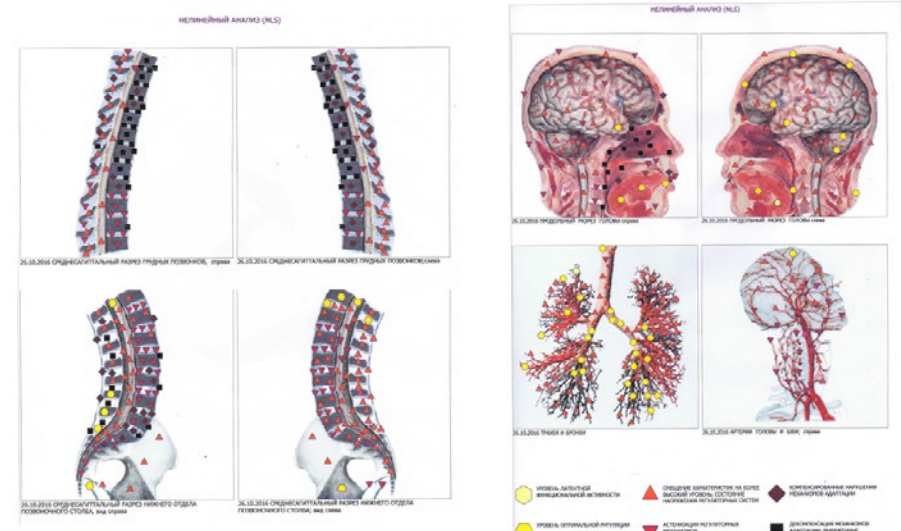 НЕЛИНЕЙНЫЙ АНАЛИЗ (NLS)
26.10.2016 СРЕДНЕСАГИТТАЛЬНЫЙ РАЗРЕЗ ГРУДНЫХ ПОЗВОНКОВ, справа
26.10.2016 СРЕДНЕСАГИТТАЛЬНЫЙ РАЗРЕЗ ГРУДНЫХ ПОЗВОНКОВ;слева
26.10.2016 СРЕДНЕСАГИТТАЛЬНЫЙ РАЗРЕЗ НИЖНЕГО ОТДЕЛА
ПОЗВОНОЧНОГО СТОЛБА, вид справа
26.10.2016 СРЕДНЕСАГИТТАЛЬНЫЙ РАЗРЕЗ НИЖНЕГО ОТДЕЛА
ПОЗВОНОЧНОГО СТОЛБА; вид слева
НЕЛИНЕЙНЫЙ АНАЛИЗ (NLS)
26.10.2016 ПРОДОЛЬНЫЙ РАЗРЕЗ ГОЛОВЫ справа
26.10.2016 ПРОДОЛЬНЫЙ РАЗРЕЗ ГОЛОВЫ слева
26.10.2016 ТРАХЕЯ И БРОНХИ
26.10.2016 АРТЕРИИ ГОЛОВЫ И ШЕИ; справа
УРОВЕНЬ ЛАТЕНТНОЙ
ФУНКЦИОНАЛЬНОЙ АКТИВНОСТИ
СМЕЩЕНИЕ ХАРАКТЕРИСТИК НА БОЛЕЕ
ВЫСОКИЙ УРОВЕНЬ; СОСТОЯНИЕ
НАПРЯЖЕНИЯ РЕГУЛЯТОРНЫХ СИСТЕМ
КОМПЕНСИРОВАННЫЕ НАРУШЕНИЯ
МЕХАНИЗМОВ АДАПТАЦИИ
УРОВЕНЬ ОПТИМАЛЬНОЙ РЕГУЛЯЦИИ
АСТЕНИЗАЦИЯ РЕГУЛЯТОРНЫХ
ДЕКОМПЕНСАЦИЯ МЕХАНИЗМОВ